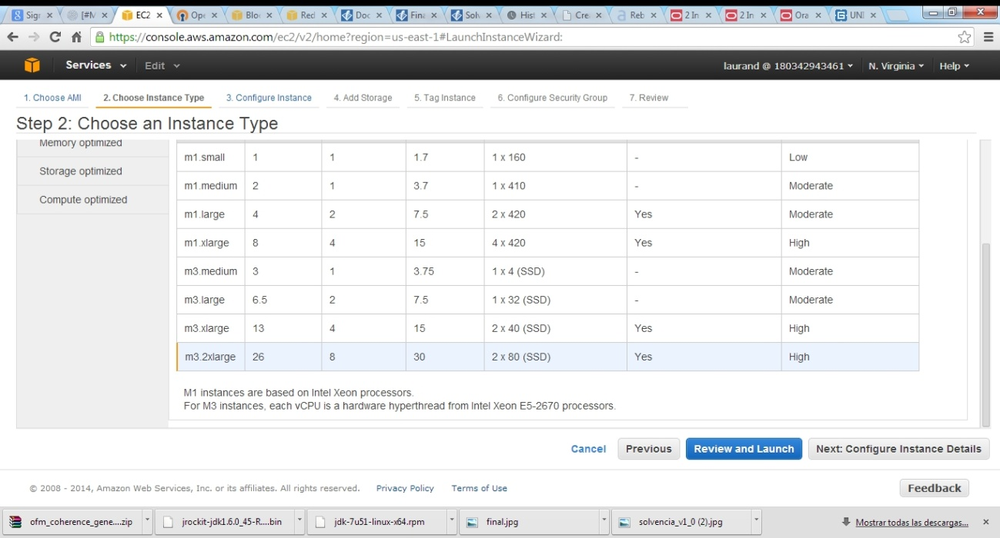 Sign
[#M
EC2
Ope
Blo
Red
Doc
Fina
Solv
Hist
Cre
Reb
2 In
2 In
Ora
UNI
https://console.aws.amazon.com/ec2/v2/home?region=us-east-1#LaunchInstanceWizard:
Services Edit laurand @ 180342943461 N. Virginia Help
1. Choose AMI 2. Choose Instance Type 3. Configure Instance 4. Add Storage 5. Tag Instance 6. Configure Security Group 7. Review
Step 2: Choose an Instance Type
Memory optimized
Storage optimized
Compute optimized
m1.small 1 1 1.7 1 x 160 - Low
m1.medium 2 1 3.7 1 x 410 - Moderate
m1.large 4 2 7.5 2 x 420 Yes Moderate
m1.xlarge 8 4 15 4 x 420 Yes High
m3.medium 3 1 3.75 1 x 4 (SSD) - Moderate
m3.large 6.5 2 7.5 1 x 32 (SSD) - Moderate
m3.xlarge 13 4 15 2 x 40 (SSD) Yes High
m3.2xlarge 26 8 30 2 x 80 (SSD) Yes High
M1 instances are based on Intel Xeon processors.
For M3 instances, each vCPU is a hardware hyperthread from Intel Xeon E5-2670 processors.
Cancel Previous Review and Launch Next: Configure Instance Details
© 2008 - 2014, Amazon Web Services, Inc. or its affiliates. All rights reserved. Privacy Policy Terms of Use Feedback
ofm_coherence_gene....zip jrockit-jdk1.6.0_45-R....bin jdk-7u51-linux-x64.rpm final.jpg solvencia_v1_0 (2).jpg Mostrar todas las descargas...